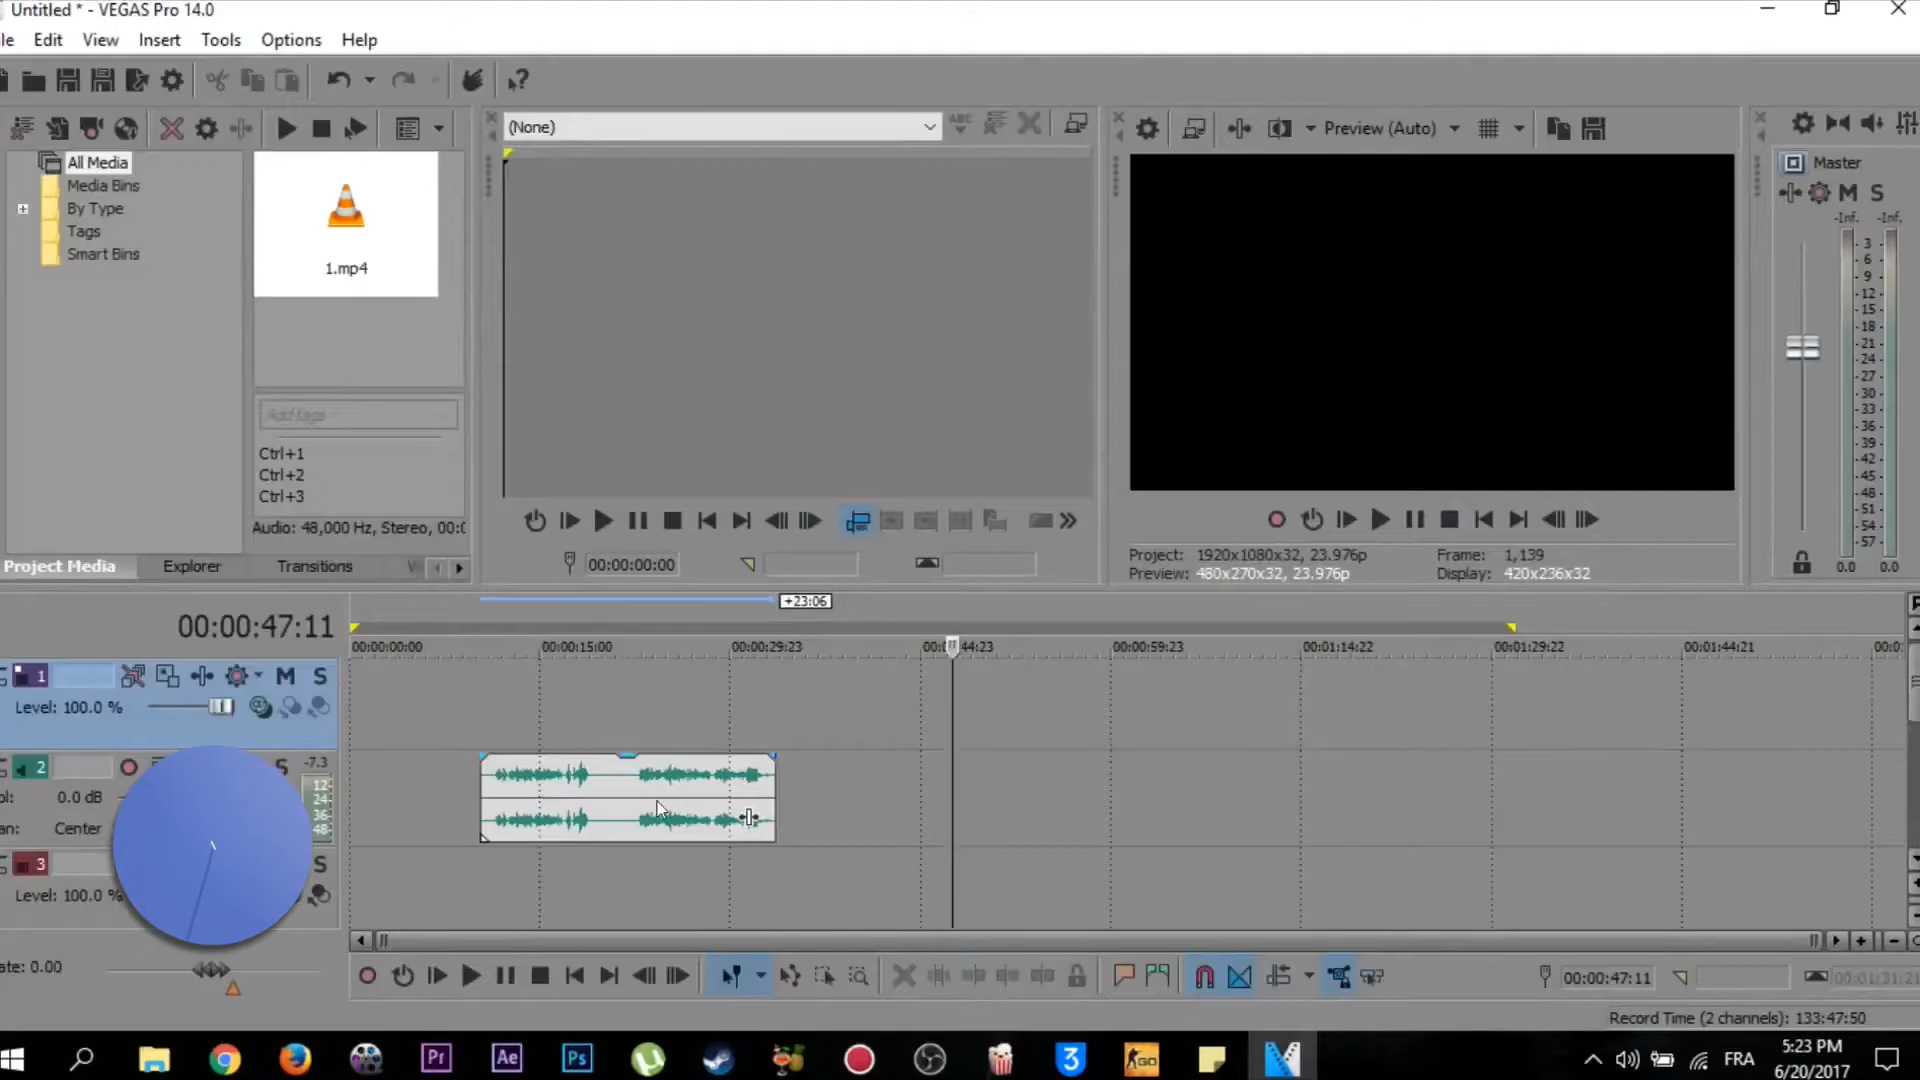 Untitled * - VEGAS Pro 14.0
le Edit View Insert Tools Options Help
(None)
Preview (Auto)
All Media
Media Bins
By Type
Tags
Smart Bins
1.mp4
Add tags
Ctrl+1
Ctrl+2
Ctrl+3
Audio: 48,000 Hz, Stereo, 00:0
Project Media Explorer Transitions V
00:00:00:00
Project: 1920x1080x32, 23.976p Frame: 1,139
Preview: 480x270x32, 23.976p Display: 420x236x32
Master
M S
-Inf. -Inf.
3
6
9
12
15
18
21
24
27
30
33
36
39
42
45
48
51
54
57
0.0 0.0
+23:06
00:00:47:11
00:00:00:00 00:00:15:00 00:00:29:23 44:23 00:00:59:23 00:01:14:22 00:01:29:22 00:01:44:21 00:0
1 M S
Level: 100.0 %
2 S -7.3
ol: 0.0 dB
an: Center
12
24
36
48
3 S
Level: 100.0 %
ate: 0.00
00:00:47:11 00:01:31:21
Record Time (2 channels): 133:47:50
Pr Ae Ps
3
GO
FRA
5:23 PM
6/20/2017